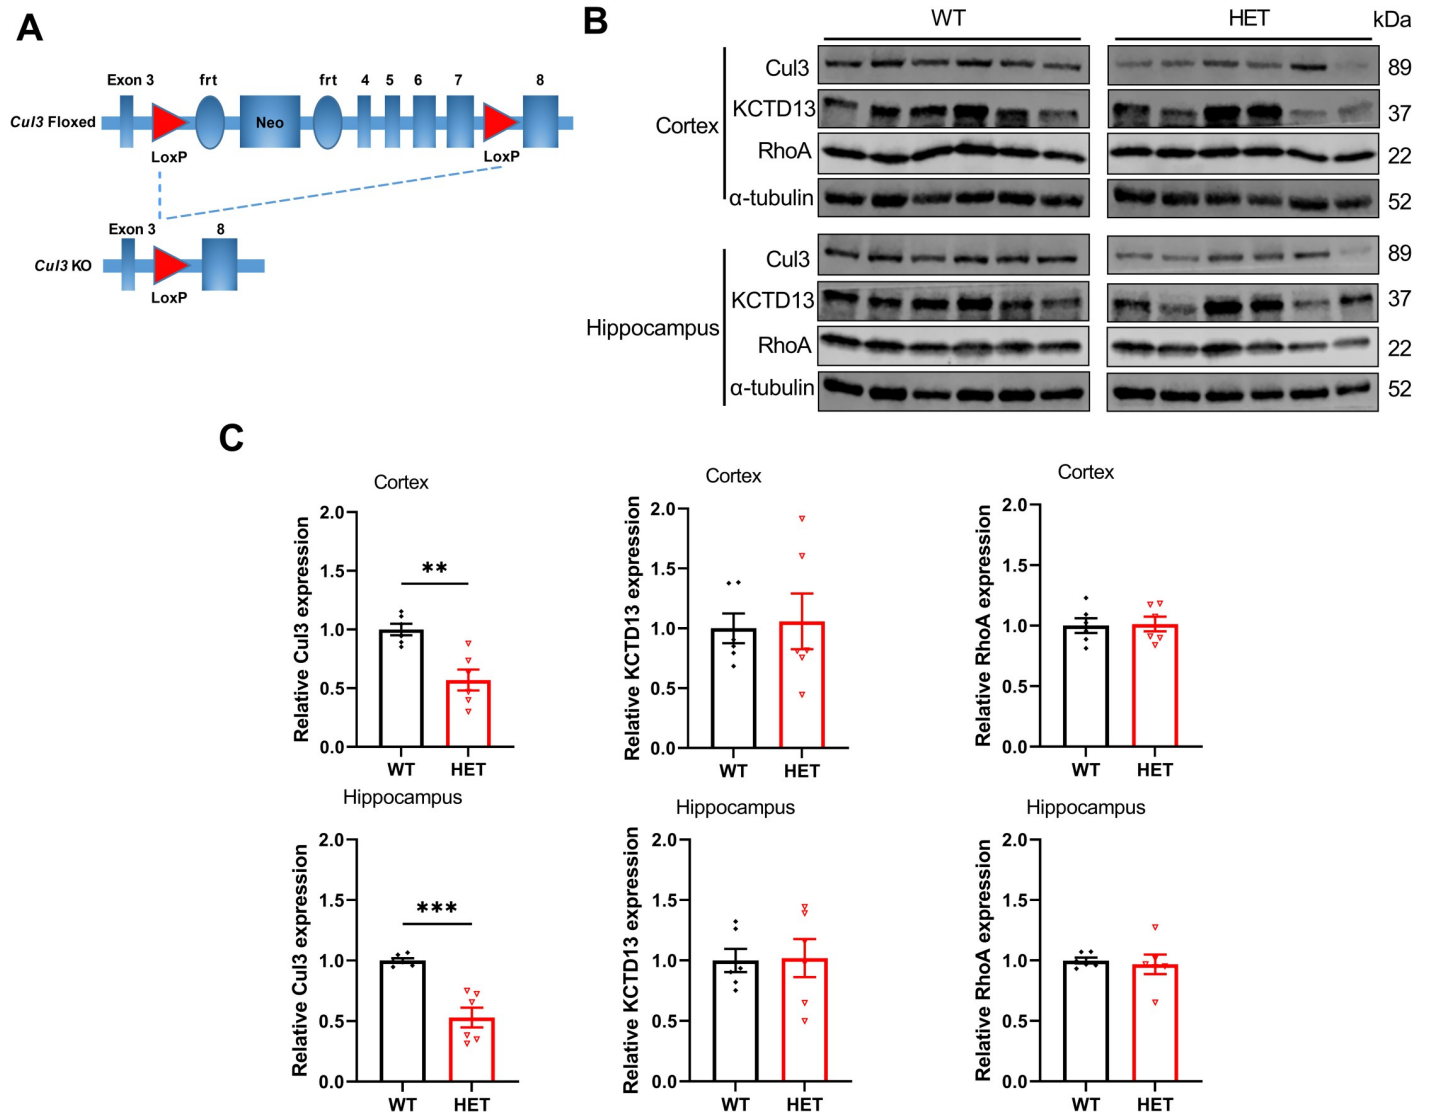 A
Exon 3 frt frt 4 5 6 7 8
Cul3 Floxed Neo
LoxP LoxP
Exon 3 8
Cul3 KO
LoxP
B
WT HET kDa
Cortex
Cul3 89
KCTD13 37
RhoA 22
α-tubulin 52
Hippocampus
Cul3 89
KCTD13 37
RhoA 22
α-tubulin 52
C
Cortex
Relative Cul3 expression
2.0
1.5
1.0
0.5
0.0
**
WT HET
Cortex
Relative KCTD13 expression
2.0
1.5
1.0
0.5
0.0
WT HET
Cortex
Relative RhoA expression
2.0
1.5
1.0
0.5
0.0
WT HET
Hippocampus
Relative Cul3 expression
2.0
1.5
1.0
0.5
0.0
***
WT HET
Hippocampus
Relative KCTD13 expression
2.0
1.5
1.0
0.5
0.0
WT HET
Hippocampus
Relative RhoA expression
2.0
1.5
1.0
0.5
0.0
WT HET